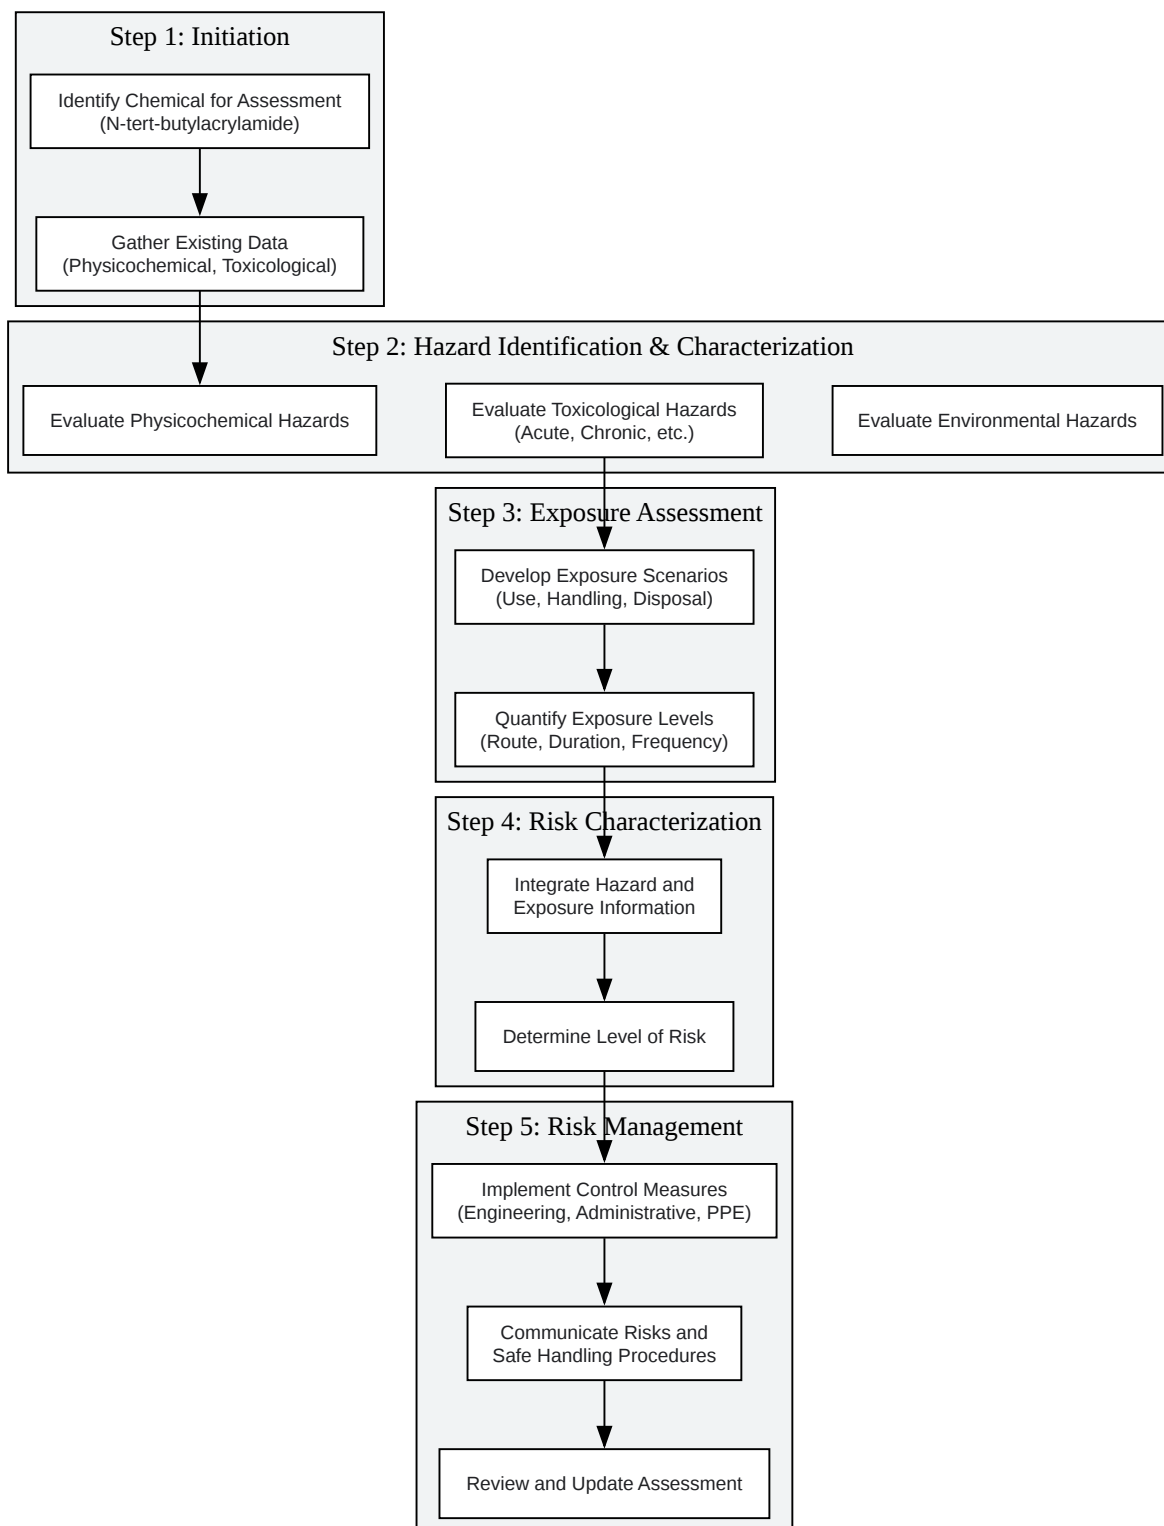 Step 1: Initiation
Identify Chemical for Assessment
(N-tert-butylacrylamide)
Gather Existing Data
(Physicochemical, Toxicological)
Step 2: Hazard Identification & Characterization
Evaluate Physicochemical Hazards
Evaluate Toxicological Hazards
(Acute, Chronic, etc.)
Evaluate Environmental Hazards
Step 3: Exposure Assessment
Develop Exposure Scenarios
(Use, Handling, Disposal)
Quantify Exposure Levels
(Route, Duration, Frequency)
Step 4: Risk Characterization
Integrate Hazard and
Exposure Information
Determine Level of Risk
Step 5: Risk Management
Implement Control Measures
(Engineering, Administrative, PPE)
Communicate Risks and
Safe Handling Procedures
Review and Update Assessment